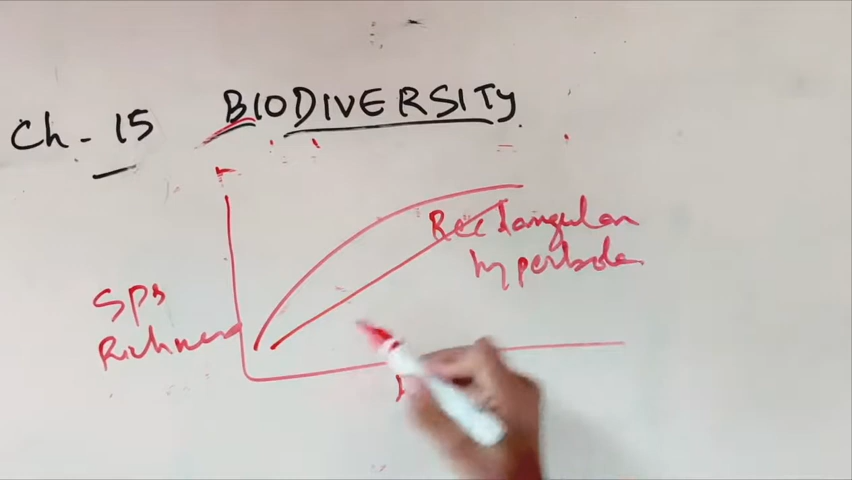 Ch - 15 BIODIVERSITY
Rectangular
hyperbola
Sps
Richness